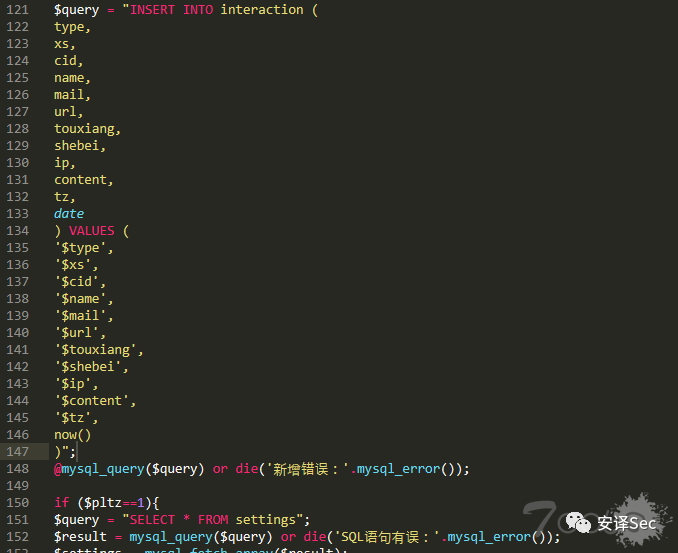 121 $query = "INSERT INTO interaction (
122 type,
123 xs,
124 cid,
125 name,
126 mail,
127 url,
128 touxiang,
129 shebei,
130 ip,
131 content,
132 tz,
133 date
134 ) VALUES (
135 '$type',
136 '$xs',
137 '$cid',
138 '$name',
139 '$mail',
140 '$url',
141 '$touxiang',
142 '$shebei',
143 '$ip',
144 '$content',
145 '$tz',
146 now()
147 )";
148 @mysql_query($query) or die('新增错误：'.mysql_error());
149
150 if ($pltz==1){
151 $query = "SELECT * FROM settings";
152 $result = mysql_query($query) or die('SQL语句有误：'.mysql_error());
$settings = mysql_fetch_array($result);
安译Sec